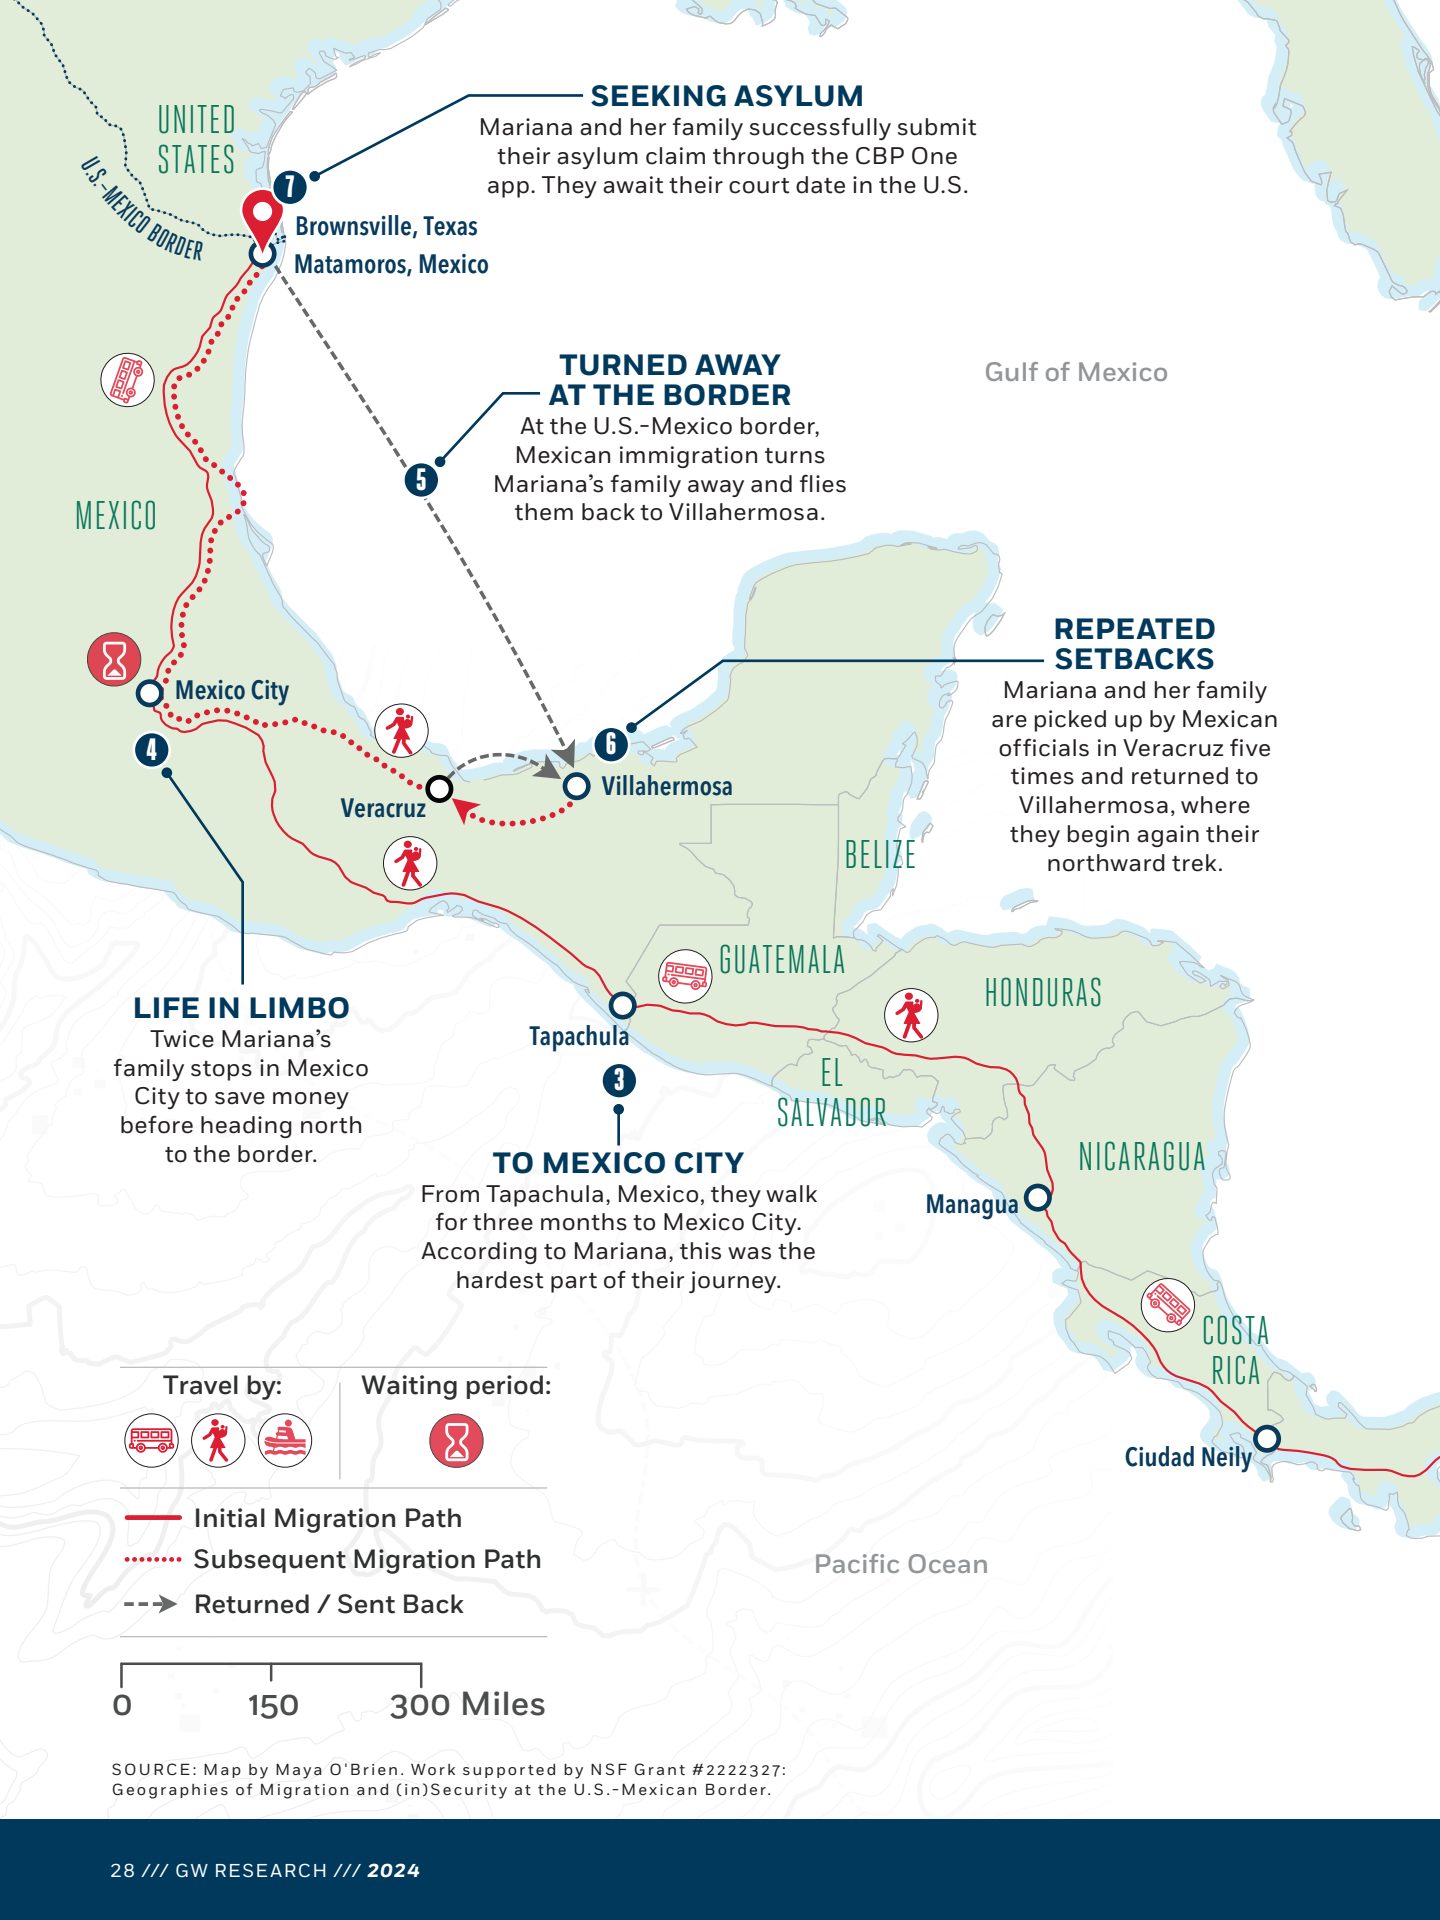 UNITED
STATES
U.S.-MEXICO BORDER
7
SEEKING ASYLUM
Mariana and her family successfully submit
their asylum claim through the CBP One
app. They await their court date in the U.S.
Brownsville, Texas
Matamoros, Mexico
TURNED AWAY
AT THE BORDER
At the U.S.-Mexico border,
Mexican immigration turns
Mariana's family away and flies
them back to Villahermosa.
5
Gulf of Mexico
MEXICO
REPEATED
SETBACKS
Mariana and her family
are picked up by Mexican
officials in Veracruz five
times and returned to
Villahermosa, where
they begin again their
northward trek.
Mexico City
4
6
Villahermosa
Veracruz
BELIZE
GUATEMALA
HONDURAS
LIFE IN LIMBO
Twice Mariana's
family stops in Mexico
City to save money
before heading north
to the border.
Tapachula
3
TO MEXICO CITY
From Tapachula, Mexico, they walk
for three months to Mexico City.
According to Mariana, this was the
hardest part of their journey.
EL
SALVADOR
NICARAGUA
Managua
COSTA
RICA
Ciudad Neily
Travel by:
Waiting period:
Initial Migration Path
Subsequent Migration Path
Returned / Sent Back
Pacific Ocean
0 150 300 Miles
SOURCE: Map by Maya O'Brien. Work supported by NSF Grant #2222327:
Geographies of Migration and (in)Security at the U.S.-Mexican Border.
28 /// GW RESEARCH /// 2024